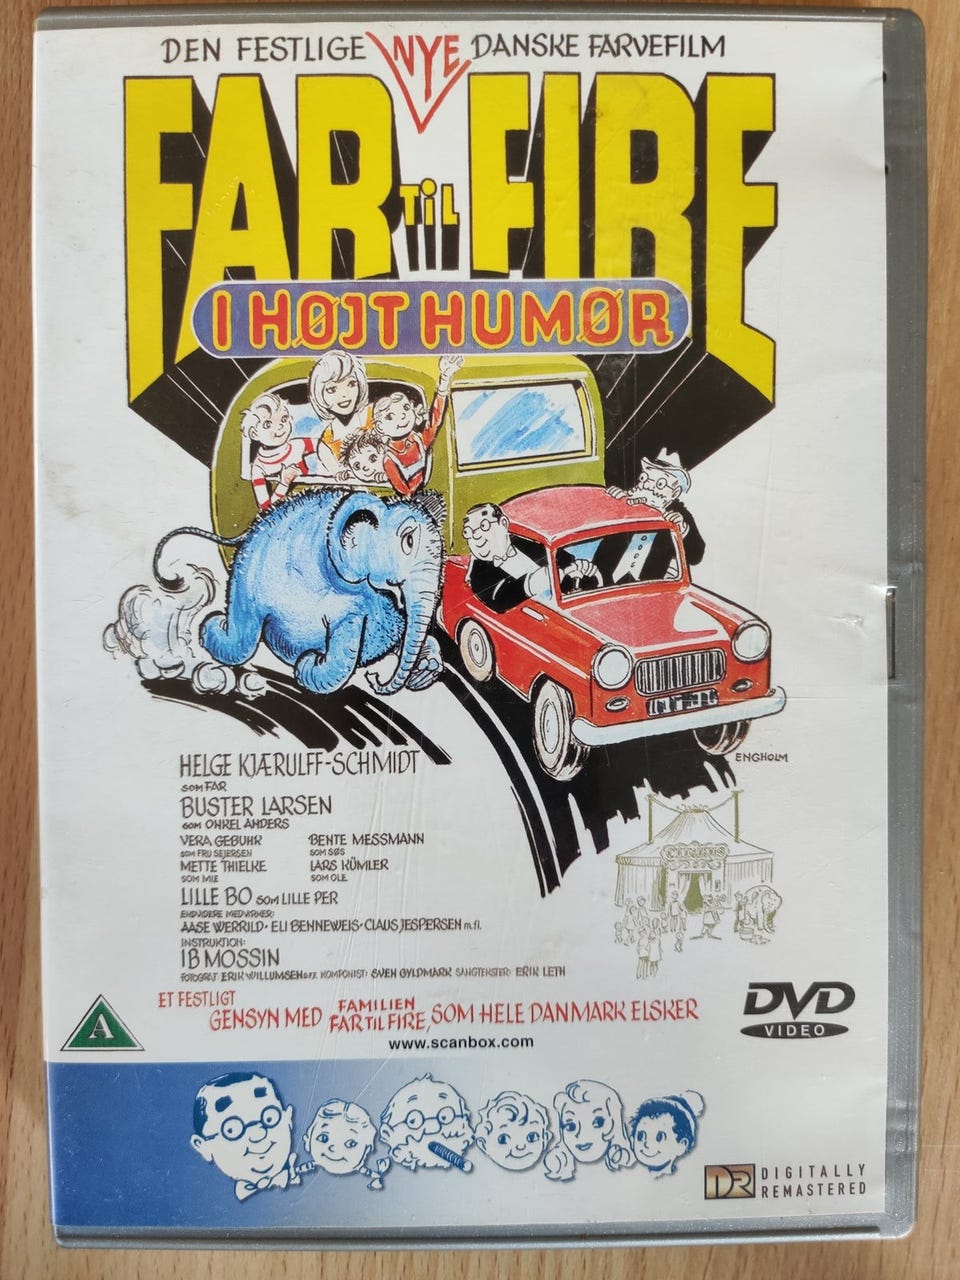 DEN FESTLIGE NYE DANSKE FARVEFILM
FAR TiL FIRE
I HØJT HUMØR
ENGHOLM
HELGE KJÆRULFF-SCHMIDT
SOM FAR
BUSTER LARSEN
SOM ONKEL ANDERS
VERA GEBUHR
SOM FRU SEJERSEN
BENTE MESSMANN
SOM SØS
METTE THIELKE
SOM MIE
LARS KÜMLER
SOM OLE
LILLE BO SOM LILLE PER
ENDVIDERE MEDVIRKER:
AASE WERRILD · ELI BENNEWEIS · CLAUS JESPERSEN m.fl.
INSTRUKTION:
IB MOSSIN
FOTOGRAF: ERIK WILLUMSEN D.F.F. KOMPONIST: SVEN GYLDMARK SANGTEKSTER: ERIK LETH
CIRKUS
ET FESTLIGT
GENSYN MED FAMILIEN FAR TIL FIRE, SOM HELE DANMARK ELSKER
www.scanbox.com
A
DVD
VIDEO
DR DIGITALLY
REMASTERED